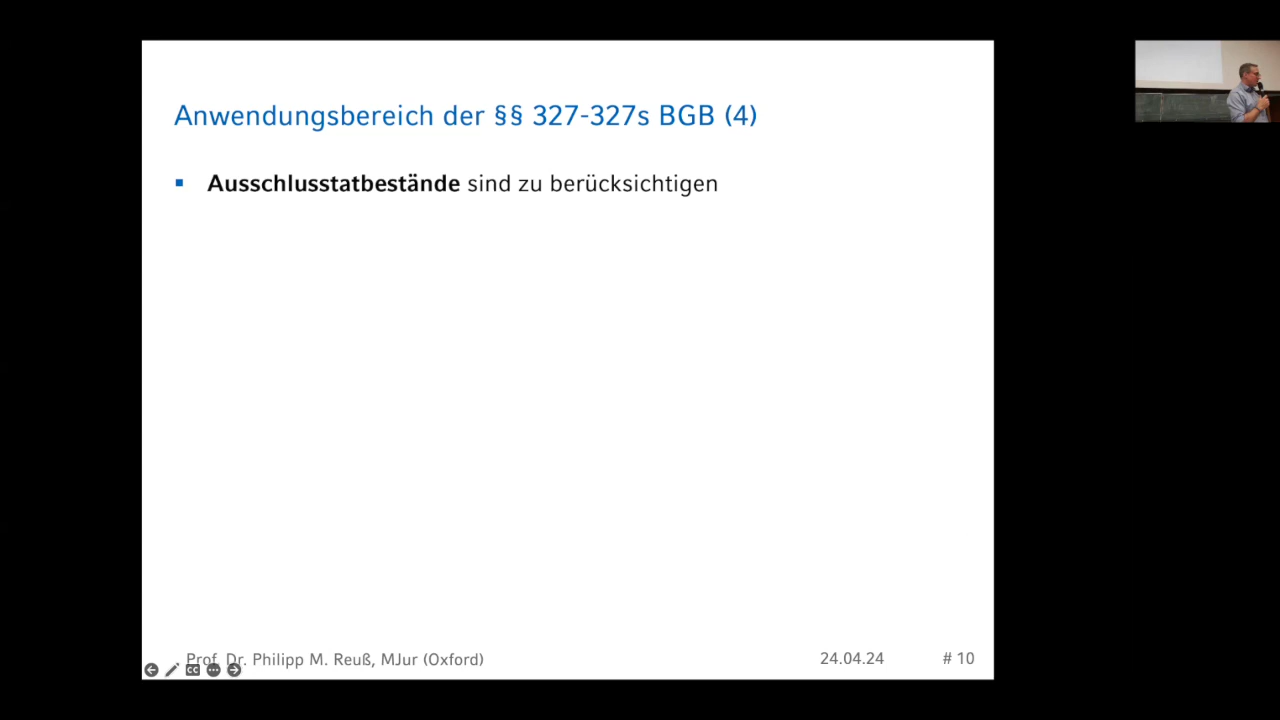 Anwendungsbereich der §§ 327-327s BGB (4)
▪ Ausschlusstatbestände sind zu berücksichtigen
Prof. Dr. Philipp M. Reuß, MJur (Oxford)
24.04.24
# 10
CC